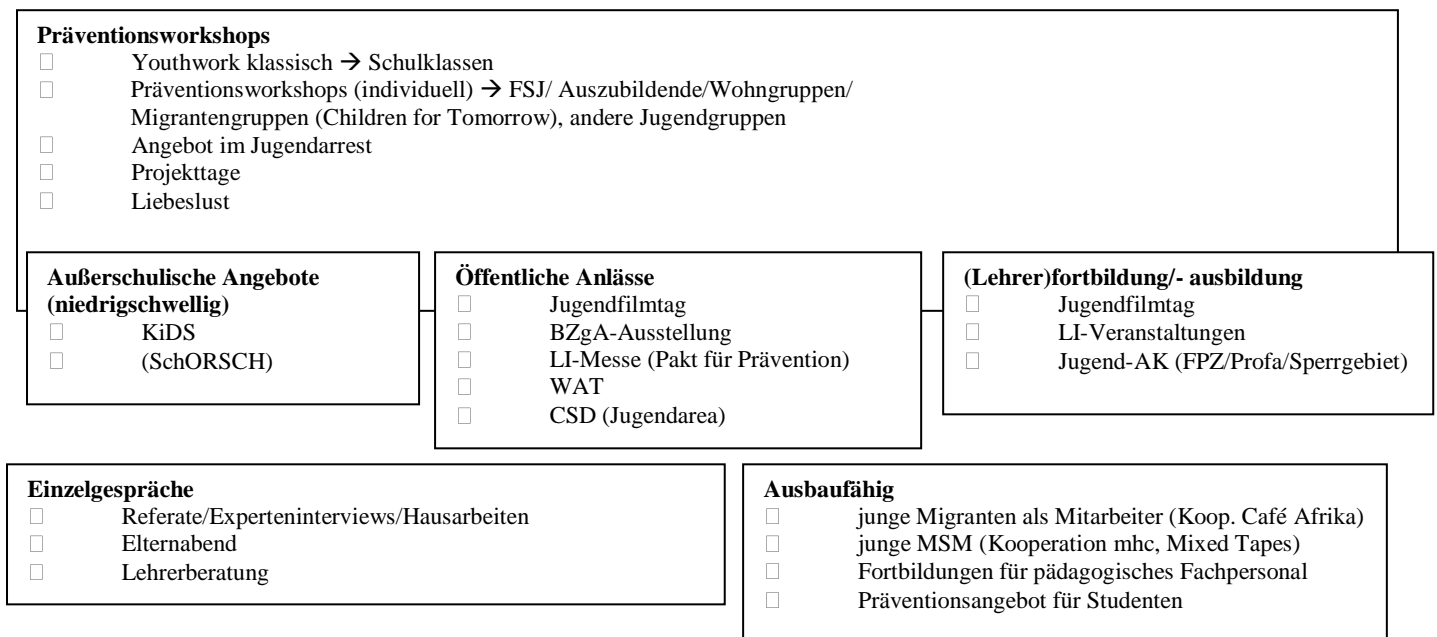 Präventionsworkshops
Youthwork klassisch → Schulklassen
Präventionsworkshops (individuell) → FSJ/ Auszubildende/Wohngruppen/
Migrantengruppen (Children for Tomorrow), andere Jugendgruppen
Angebot im Jugendarrest
Projekttage
Liebeslust
Außerschulische Angebote
(niedrigschwellig)
KiDS
(SchORSCH)
Öffentliche Anlässe
Jugendfilmtag
BZgA-Ausstellung
LI-Messe (Pakt für Prävention)
WAT
CSD (Jugendarea)
(Lehrer)fortbildung/- ausbildung
Jugendfilmtag
LI-Veranstaltungen
Jugend-AK (FPZ/Profa/Sperrgebiet)
Einzelgespräche
Referate/Experteninterviews/Hausarbeiten
Elternabend
Lehrerberatung
Ausbaufähig
junge Migranten als Mitarbeiter (Koop. Café Afrika)
junge MSM (Kooperation mhc, Mixed Tapes)
Fortbildungen für pädagogisches Fachpersonal
Präventionsangebot für Studenten